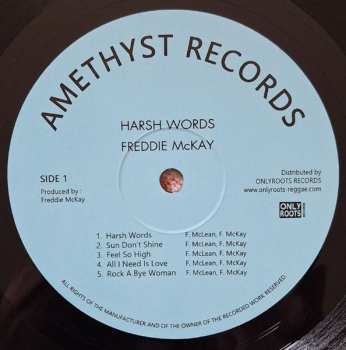 AMETHYST RECORDS
HARSH WORDS
FREDDIE McKAY
SIDE 1
Produced by :
Freddie McKay
Distributed by
ONLYROOTS RECORDS
www.onlyroots-reggae.com
ONLY
ROOTS
1. Harsh Words F. McLean, F. McKay
2. Sun Don't Shine F. McLean, F. McKay
3. Feel So High F. McLean, F. McKay
4. All I Need Is Love F. McLean, F. McKay
5. Rock A Bye Woman F. McLean, F. McKay
ALL RIGHTS OF THE MANUFACTURER AND OF THE OWNER OF THE RECORDED WORK RESERVED.